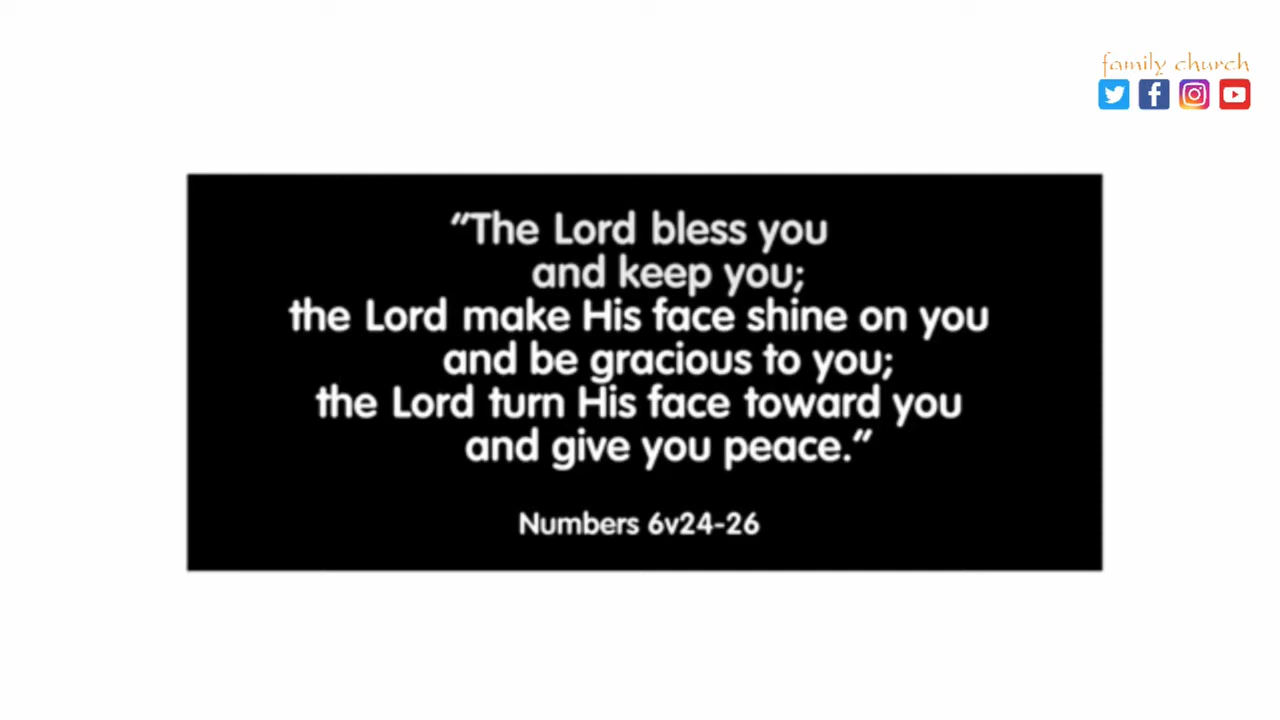 family church
"The Lord bless you
and keep you;
the Lord make His face shine on you
and be gracious to you;
the Lord turn His face toward you
and give you peace."
Numbers 6v24-26